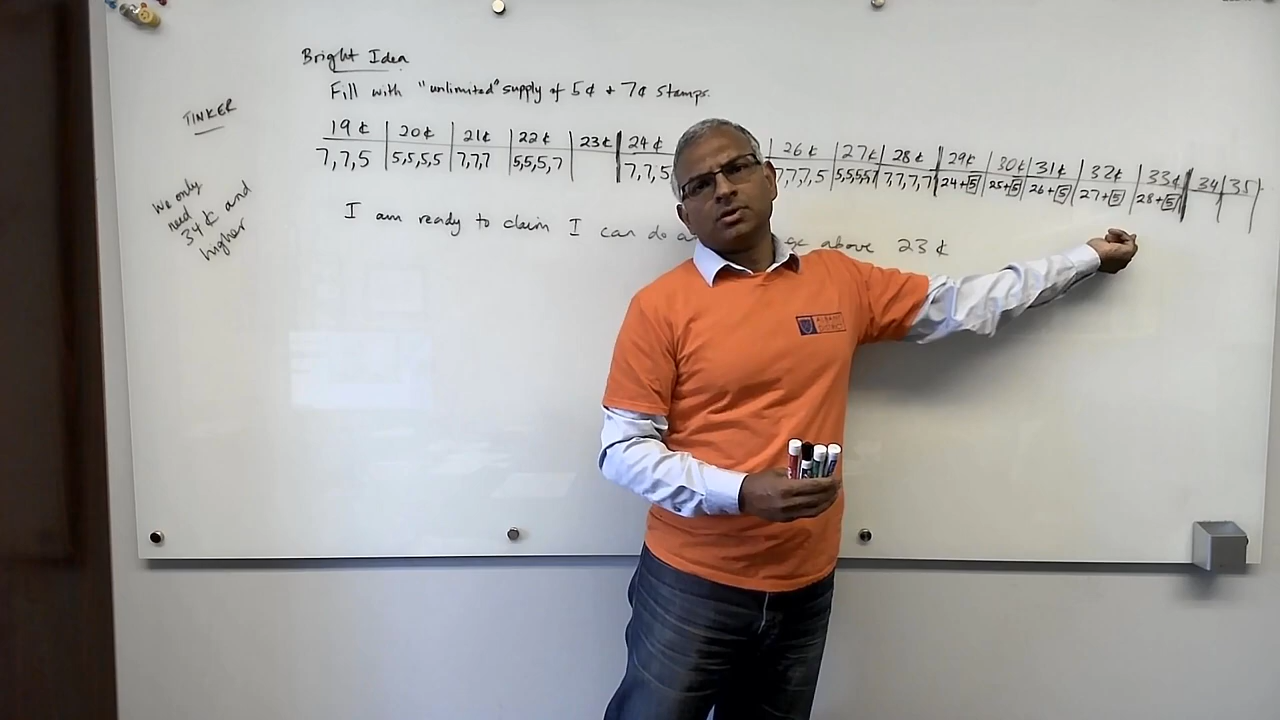 Bright Idea
Fill with "unlimited" supply of 5¢ + 7¢ stamps.
TINKER
19¢ 20¢ 21¢ 22¢ 23¢ 24¢ 26¢ 27¢ 28¢ 29¢ 30¢ 31¢ 32¢ 33¢ 34 35
7,7,5 5,5,5,5 7,7,7 5,5,5,7 7,7,5 7,7,7,5 5,5,5,5,7 7,7,7,7 24+5 25+5 26+5 27+5 28+5
We only
need
34¢ and
higher
I am ready to claim I can do above 23¢